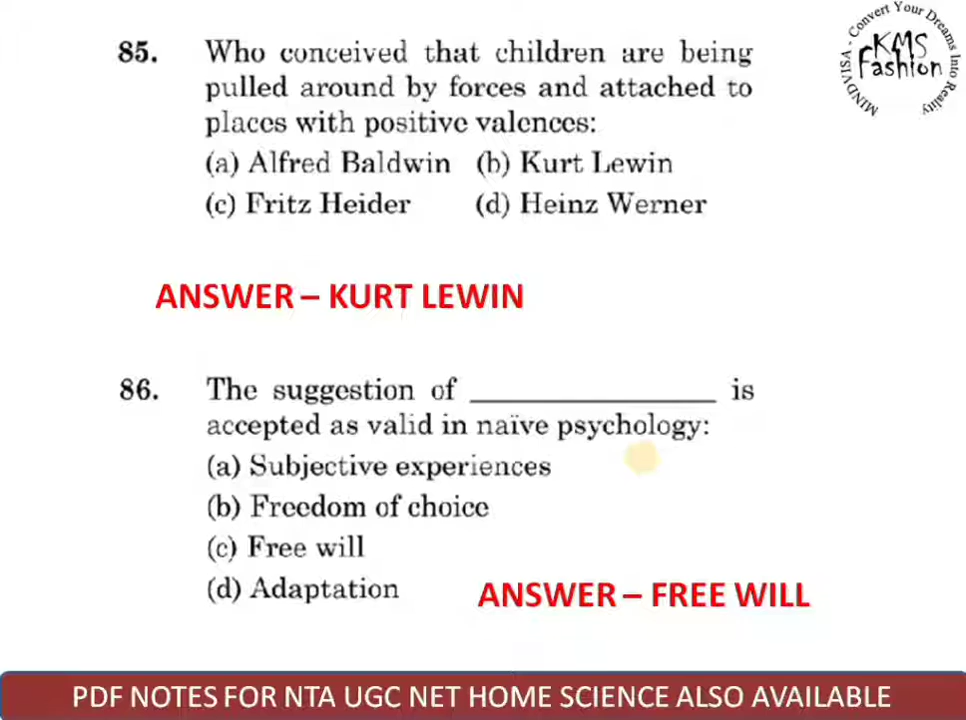 85. Who conceived that children are being
pulled around by forces and attached to
places with positive valences:
(a) Alfred Baldwin (b) Kurt Lewin
(c) Fritz Heider (d) Heinz Werner
MINDVISA - Convert Your Dreams Into Reality
KMS
Fashion
ANSWER – KURT LEWIN
86. The suggestion of ______________ is
accepted as valid in naïve psychology:
(a) Subjective experiences
(b) Freedom of choice
(c) Free will
(d) Adaptation
ANSWER – FREE WILL
PDF NOTES FOR NTA UGC NET HOME SCIENCE ALSO AVAILABLE